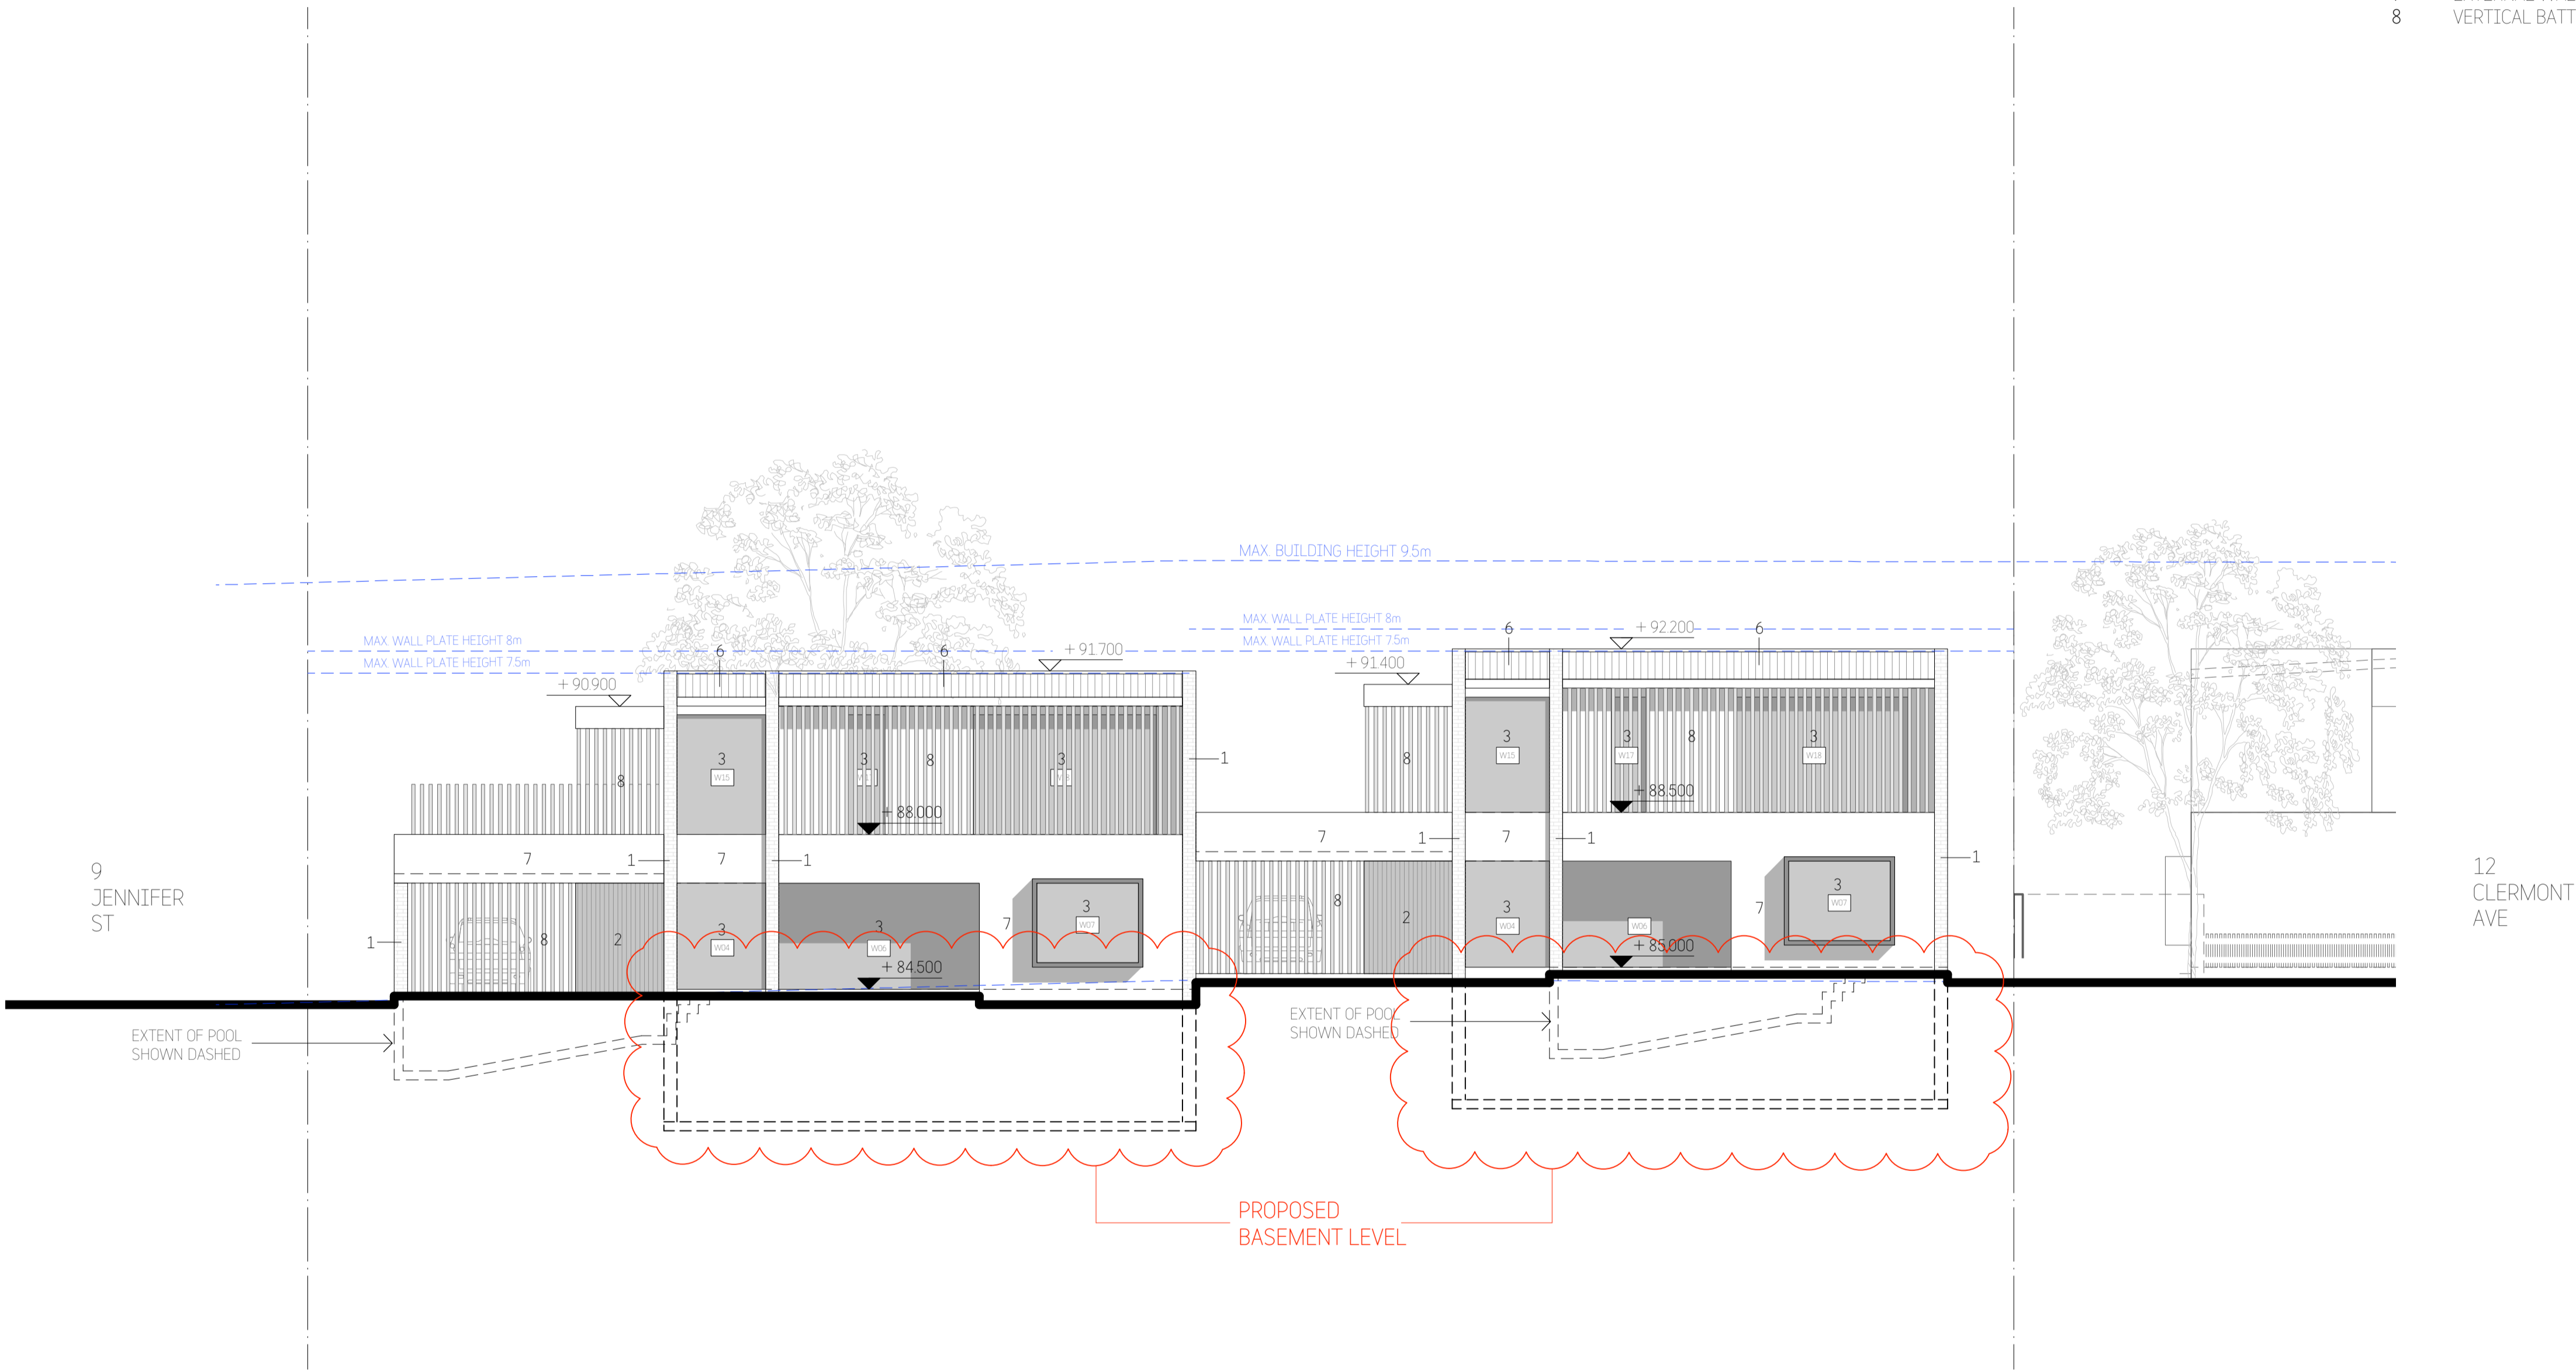 8 VERTICAL BATT
MAX. BUILDING HEIGHT 9.5m
MAX. WALL PLATE HEIGHT 8m
MAX. WALL PLATE HEIGHT 7.5m
MAX. WALL PLATE HEIGHT 8m
MAX. WALL PLATE HEIGHT 7.5m
+ 90.900
6
6
+ 91.700
+ 91.400
6
+ 92.200
6
8
3
W15
3
8
3
1
+ 88.000
8
3
W15
3
W17
8
3
W18
+ 88.500
7
1
7
1
7
1
7
1
1
9
JENNIFER
ST
1
8
2
3
W04
3
W06
+ 84.500
7
3
W07
8
2
3
W04
W06
+ 85.000
7
3
W07
12
CLERMONT
AVE
EXTENT OF POOL
SHOWN DASHED
EXTENT OF POOL
SHOWN DASHED
PROPOSED
BASEMENT LEVEL